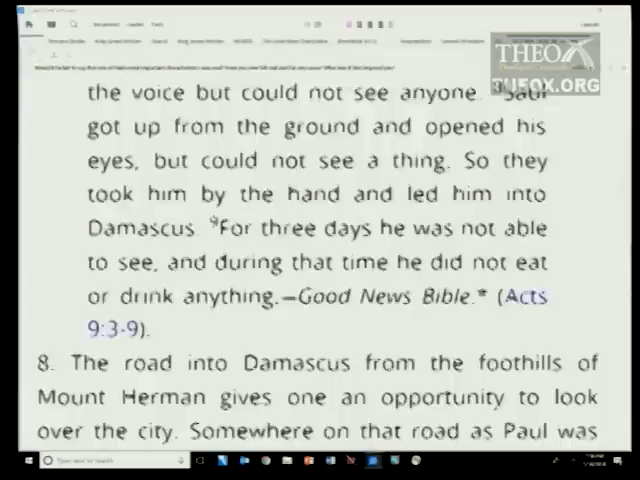 THEOX
TUFOX.ORG
the voice but could not see anyone. ⁸Saul
got up from the ground and opened his
eyes, but could not see a thing. So they
took him by the hand and led him into
Damascus. ⁹For three days he was not able
to see, and during that time he did not eat
or drink anything.—Good News Bible.* (Acts
9:3-9).
8. The road into Damascus from the foothills of
Mount Herman gives one an opportunity to look
over the city. Somewhere on that road as Paul was